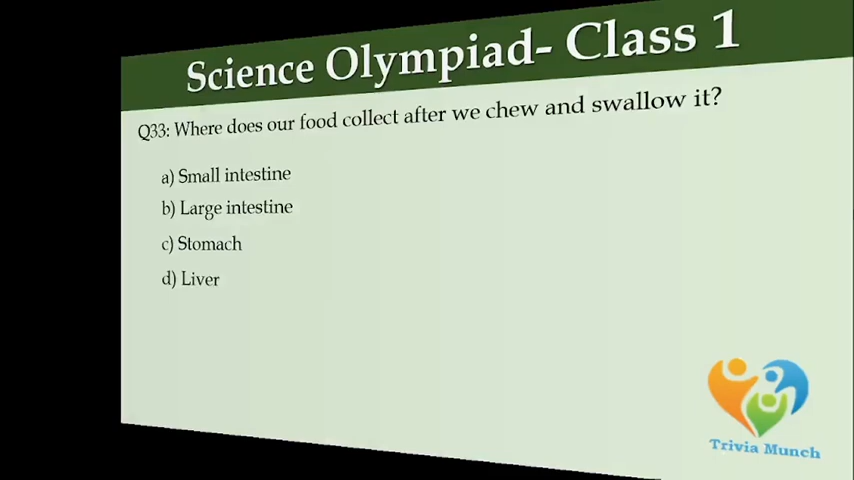 Science Olympiad- Class 1
Q33: Where does our food collect after we chew and swallow it?
a) Small intestine
b) Large intestine
c) Stomach
d) Liver
Trivia Munch